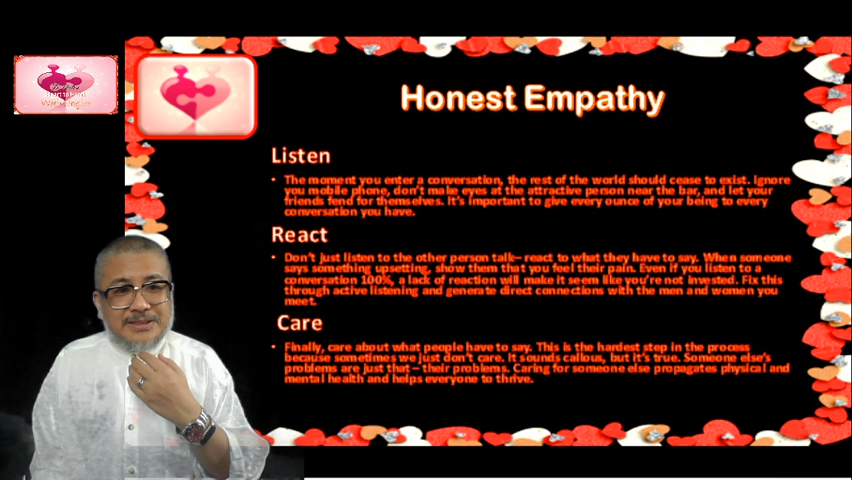 Honest Empathy
Listen
• The moment you enter a conversation, the rest of the world should cease to exist. Ignore
you mobile phone, don't make eyes at the attractive person near the bar, and let your
friends fend for themselves. It's important to give every ounce of your being to every
conversation you have.
React
• Don't just listen to the other person talk– react to what they have to say. When someone
says something upsetting, show them that you feel their pain. Even if you listen to a
conversation 100%, a lack of reaction will make it seem like you're not invested. Fix this
through active listening and generate direct connections with the men and women you
meet.
Care
• Finally, care about what people have to say. This is the hardest step in the process
because sometimes we just don't care. It sounds callous, but it's true. Someone else's
problems are just that – their problems. Caring for someone else propagates physical and
mental health and helps everyone to thrive.